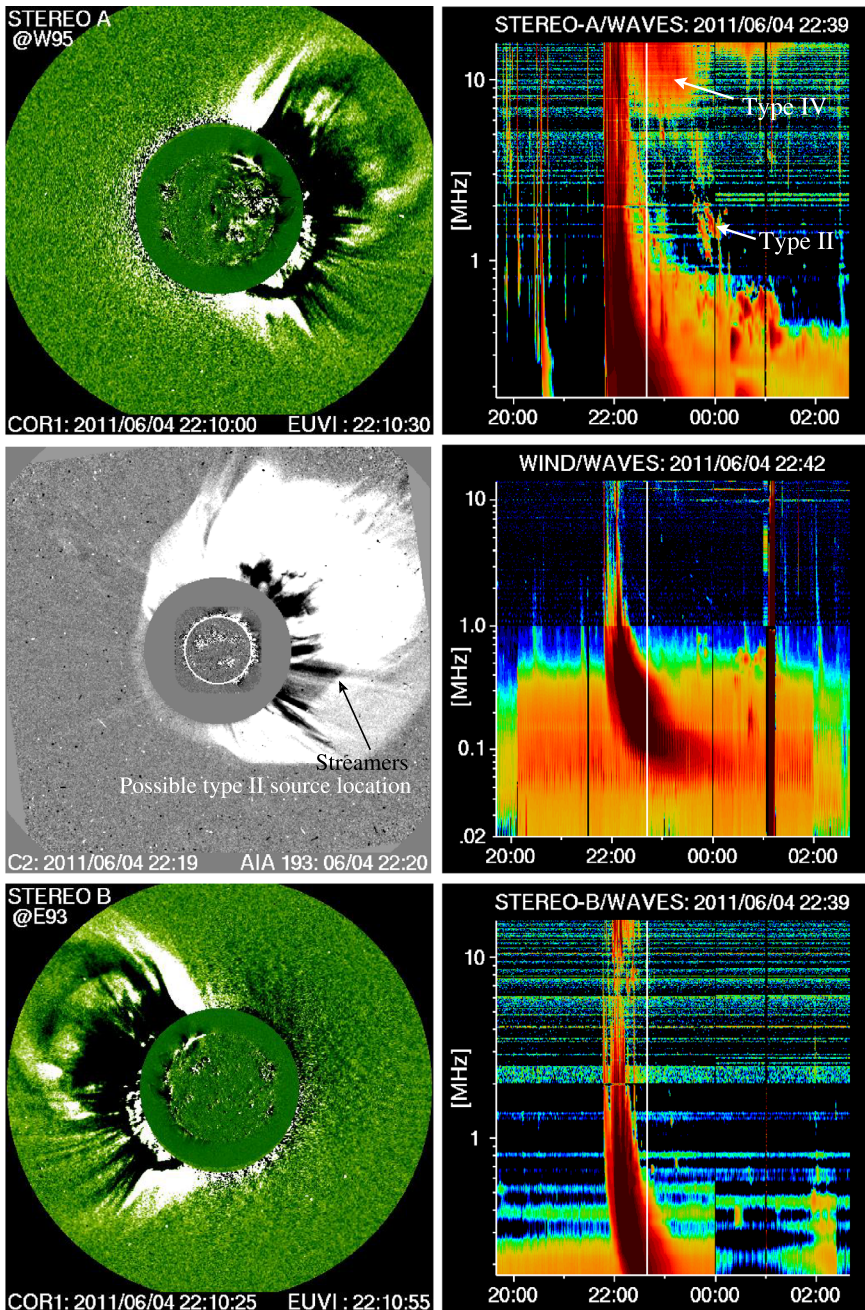 STEREO A
@W95
COR1: 2011/06/04 22:10:00 EUVI : 22:10:30
STEREO-A/WAVES: 2011/06/04 22:39
10
1
[MHz]
Type IV
Type II
20:00 22:00 00:00 02:00
Streamers
Possible type II source location
C2: 2011/06/04 22:19 AIA 193: 06/04 22:20
WIND/WAVES: 2011/06/04 22:42
10
1.0
0.1
.02
[MHz]
20:00 22:00 00:00 02:00
STEREO B
@E93
COR1: 2011/06/04 22:10:25 EUVI : 22:10:55
STEREO-B/WAVES: 2011/06/04 22:39
10
1
[MHz]
20:00 22:00 00:00 02:00